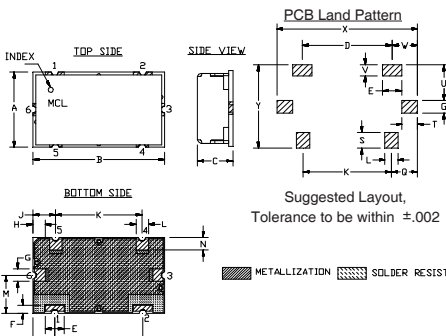 PCB Land Pattern
X
D
W
TOP SIDE
SIDE VIEW
INDEX
1
2
MCL
A
6
3
5
4
B
C
Y
V
E
U
G
T
S
L
K
Q
BOTTOM SIDE
Suggested Layout,
Tolerance to be within ±.002
J
K
H
L
5
4
N
G
6
3
M
F
1
2
E
METALLIZATION
SOLDER RESIST